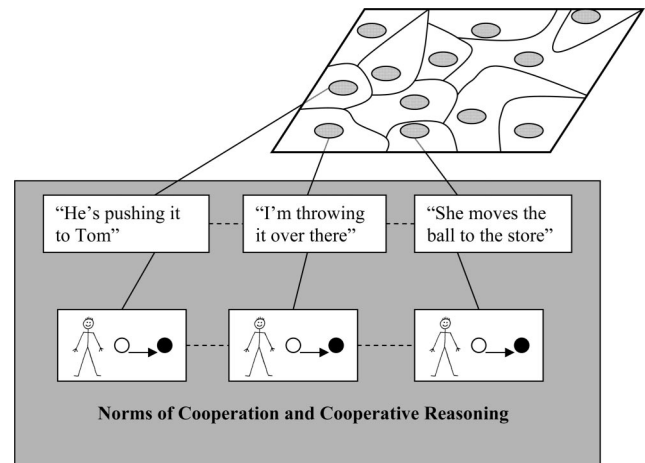 “He’s pushing it
to Tom”
“I’m throwing
it over there”
“She moves the
ball to the store”
Norms of Cooperation and Cooperative Reasoning